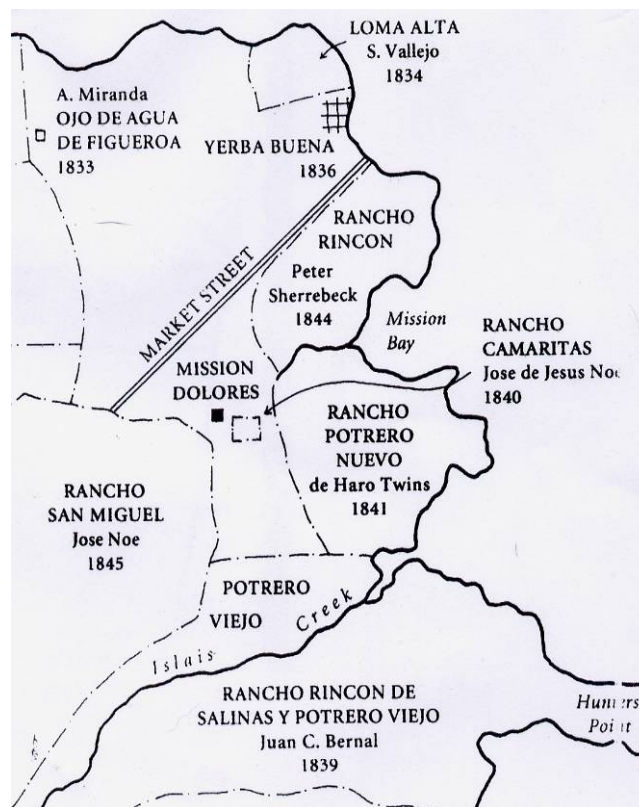 LOMA ALTA
S. Vallejo
1834
A. Miranda
OJO DE AGUA
DE FIGUEROA
1833
YERBA BUENA
1836
RANCHO
RINCON
Peter
Sherrebeck
1844
MARKET STREET
Mission
Bay
RANCHO
CAMARITAS
Jose de Jesus Noe
1840
MISSION
DOLORES
RANCHO
POTRERO
NUEVO
de Haro Twins
1841
RANCHO
SAN MIGUEL
Jose Noe
1845
POTRERO
VIEJO
Islais Creek
RANCHO RINCON DE
SALINAS Y POTRERO VIEJO
Juan C. Bernal
1839
Hunters
Point